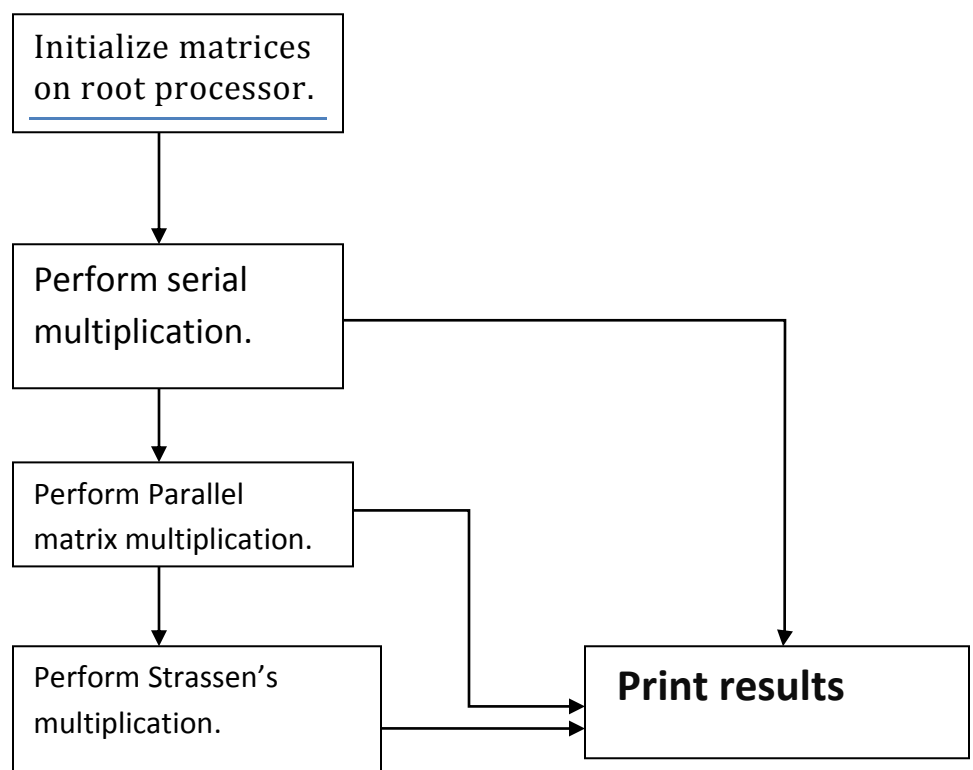 Initialize matrices
on root processor.
Perform serial
multiplication.
Perform Parallel
matrix multiplication.
Perform Strassen’s
multiplication.
Print results